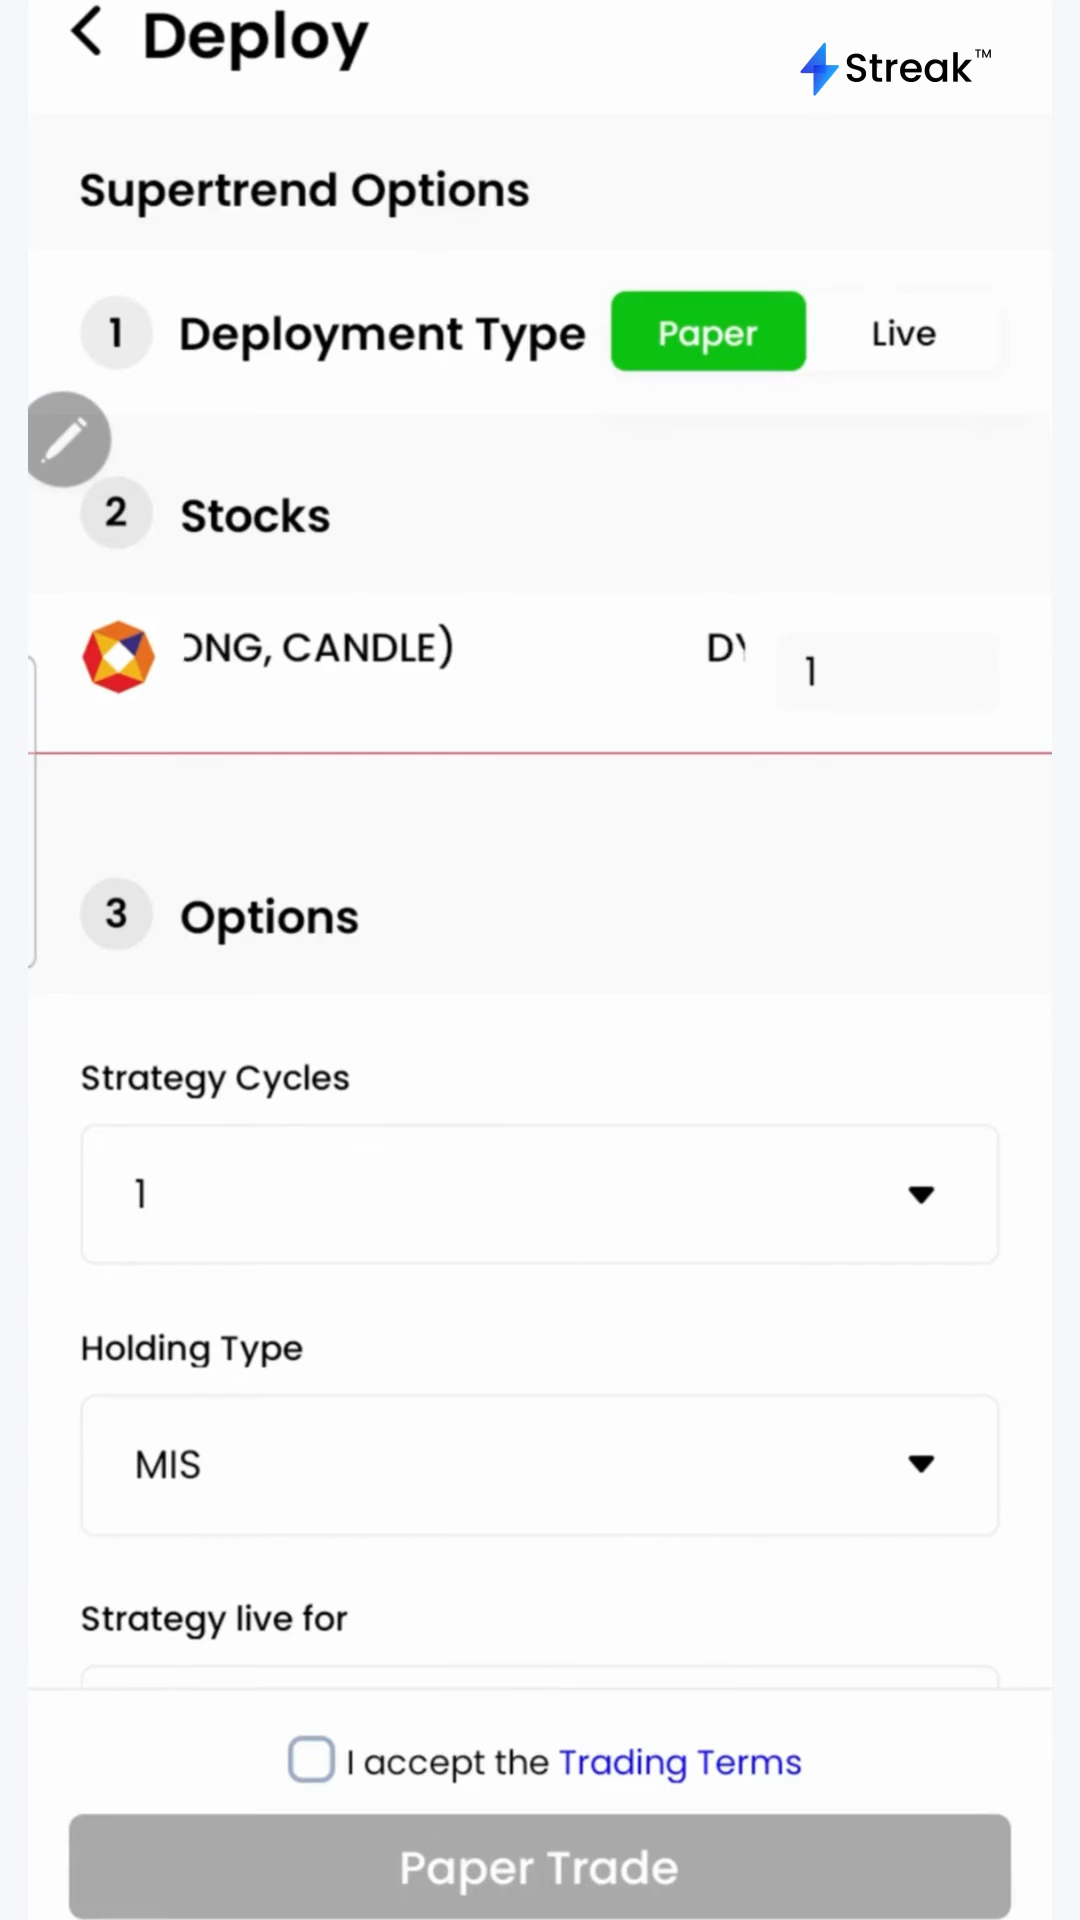 Deploy
Streak™
Supertrend Options
1 Deployment Type Paper Live
2 Stocks
ONG, CANDLE) 1
3 Options
Strategy Cycles
1
Holding Type
MIS
Strategy live for
I accept the Trading Terms
Paper Trade